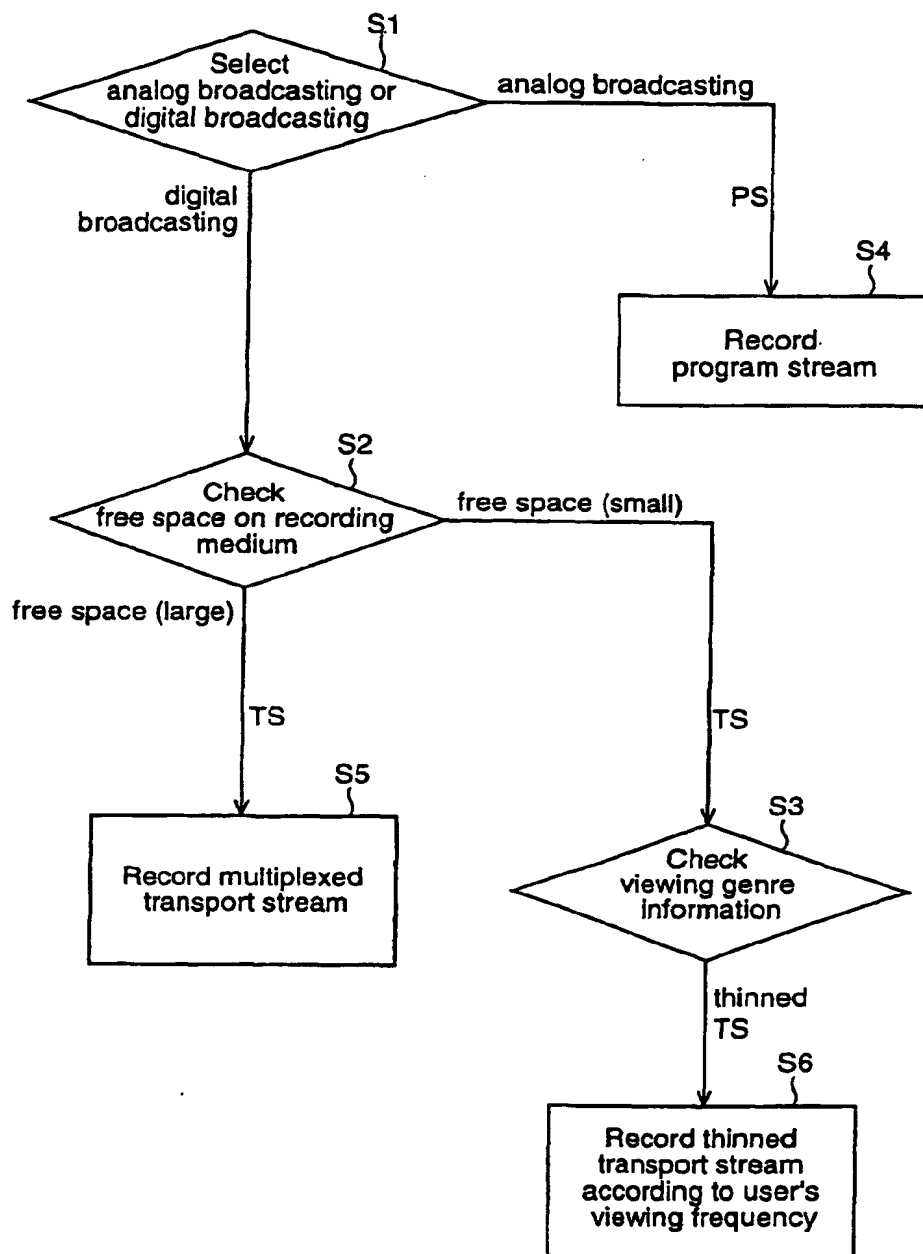 S1
Select
analog broadcasting or
digital broadcasting
analog broadcasting
digital
broadcasting
PS
S4
Record
program stream
S2
Check
free space on recording
medium
free space (small)
free space (large)
TS
TS
S5
Record multiplexed
transport stream
S3
Check
viewing genre
information
thinned
TS
S6
Record thinned
transport stream
according to user's
viewing frequency